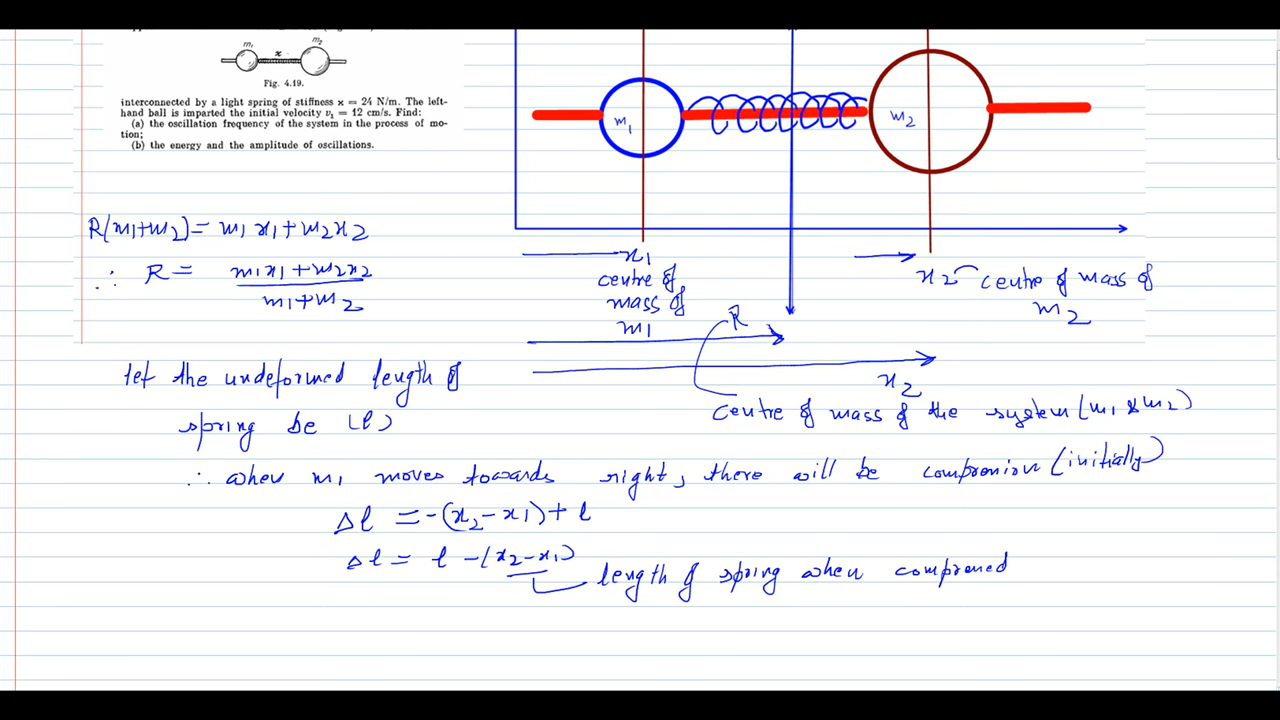 m₁
x
m₂
Fig. 4.19.
interconnected by a light spring of stiffness ϰ = 24 N/m. The left-
hand ball is imparted the initial velocity v₁ = 12 cm/s. Find:
(a) the oscillation frequency of the system in the process of mo-
tion;
(b) the energy and the amplitude of oscillations.
m₁
m₂
R(m₁+m₂) = m₁x₁+m₂x₂
∴ R = m₁x₁+m₂x₂ / m₁+m₂
x₁
centre of
mass of
m₁
x₂ centre of mass of
m₂
R
x₂
centre of mass of the system (m₁ & m₂)
let the undeformed length of
spring be (l)
∴ when m₁ moves towards right, there will be compression (initially)
Δl = -(x₂-x₁)+l
Δl = l-(x₂-x₁)
length of spring when compressed